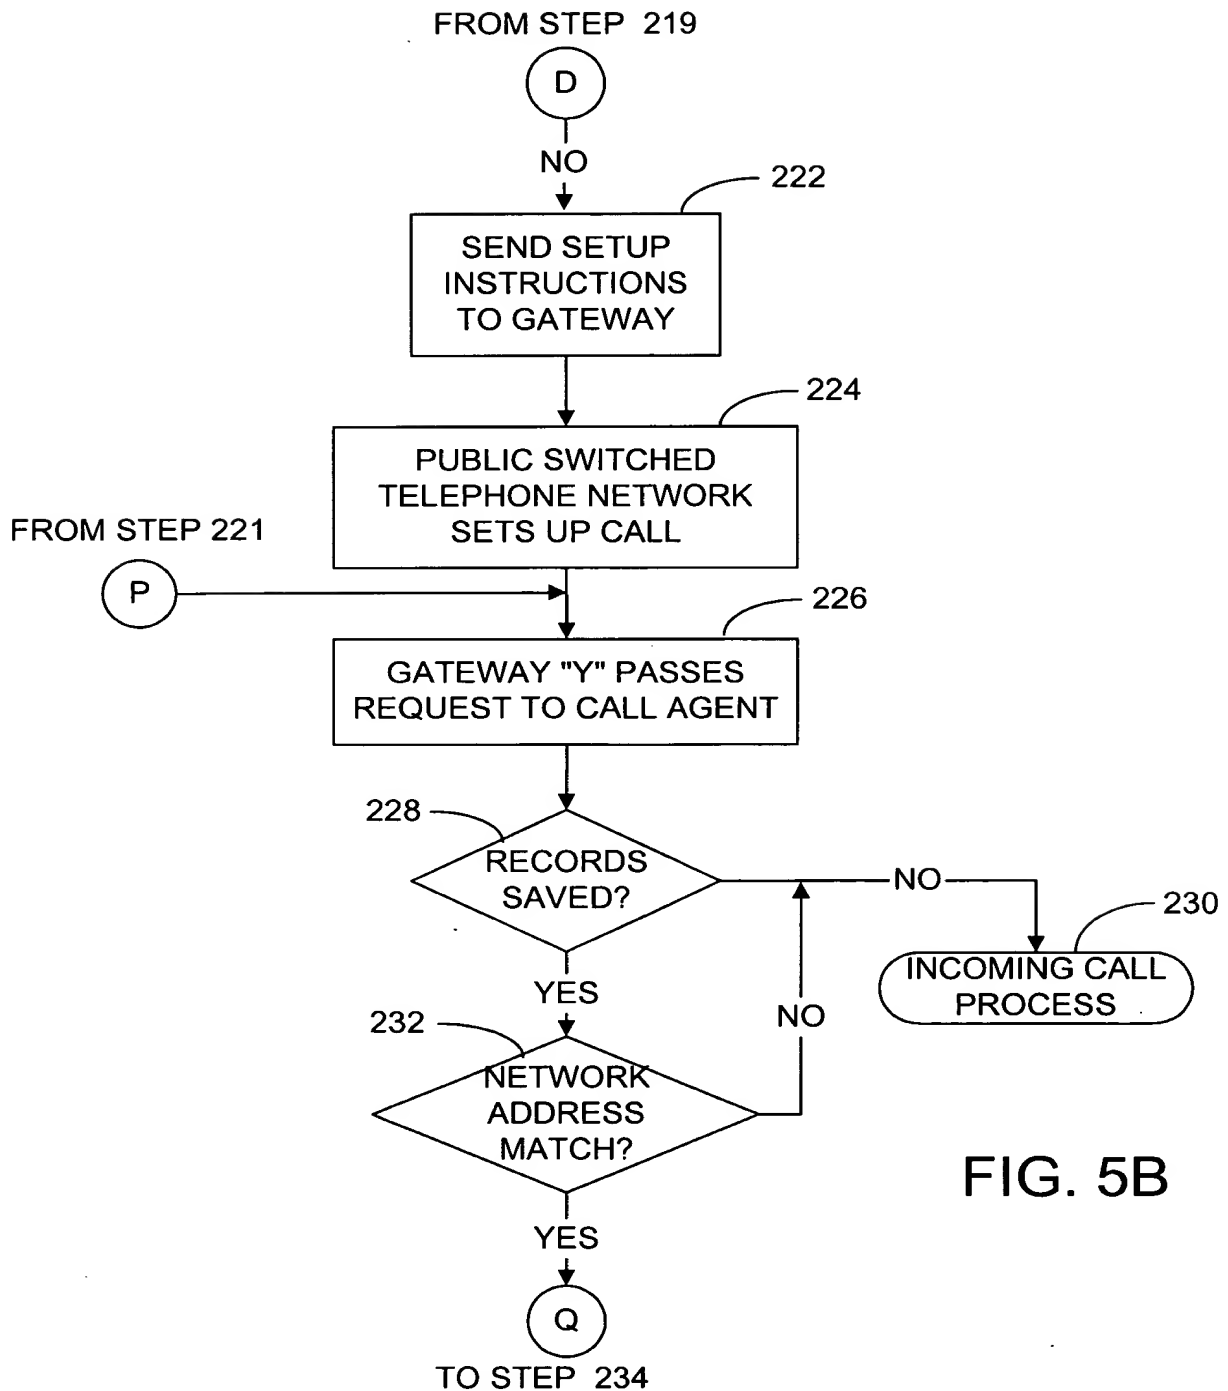 FROM STEP 219
D
NO
222
SEND SETUP
INSTRUCTIONS
TO GATEWAY
224
PUBLIC SWITCHED
TELEPHONE NETWORK
SETS UP CALL
FROM STEP 221
P
226
GATEWAY "Y" PASSES
REQUEST TO CALL AGENT
228
RECORDS
SAVED?
NO
230
INCOMING CALL
PROCESS
YES
NO
232
NETWORK
ADDRESS
MATCH?
FIG. 5B
YES
Q
TO STEP 234